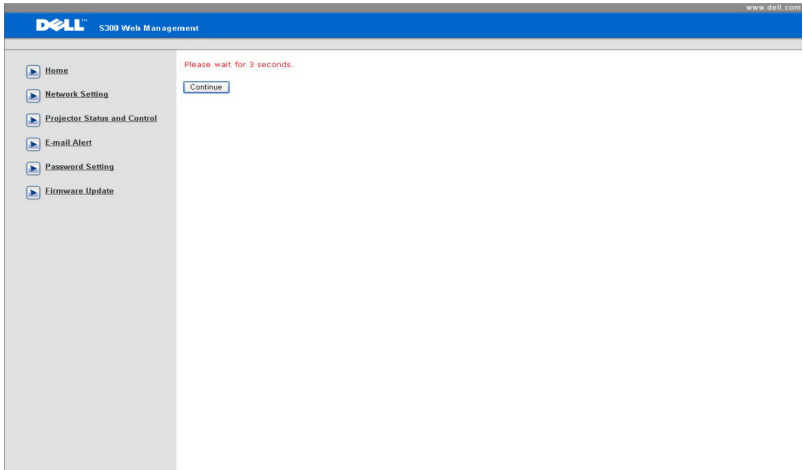 www.dell.com
DELL™ S300 Web Management
Home
Network Setting
Projector Status and Control
E-mail Alert
Password Setting
Firmware Update
Please wait for 3 seconds.
Continue